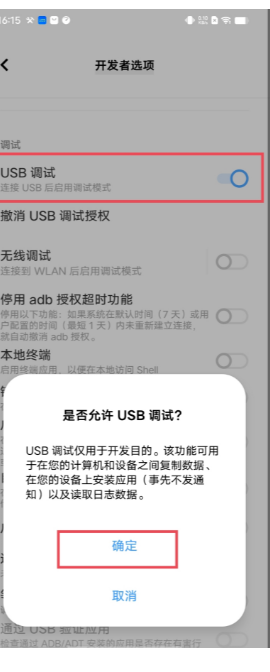 16:15
开发者选项
调试
USB 调试
连接 USB 后启用调试模式
撤消 USB 调试授权
无线调试
连接到 WLAN 后启用调试模式
停用 adb 授权超时功能
停用以下功能：如果系统在默认时间（7 天）或用
户配置的时间（最短 1 天）内未重新建立连接，
就自动撤消 adb 授权。
本地终端
启用终端应用，以便在本地访问 Shell
是否允许 USB 调试?
USB 调试仅用于开发目的。该功能可用
于在您的计算机和设备之间复制数据、
在您的设备上安装应用（事先不发通
知）以及读取日志数据。
确定
取消
通过 USB 验证应用
检查通过 ADB/ADT 安装的应用是否存在有害行